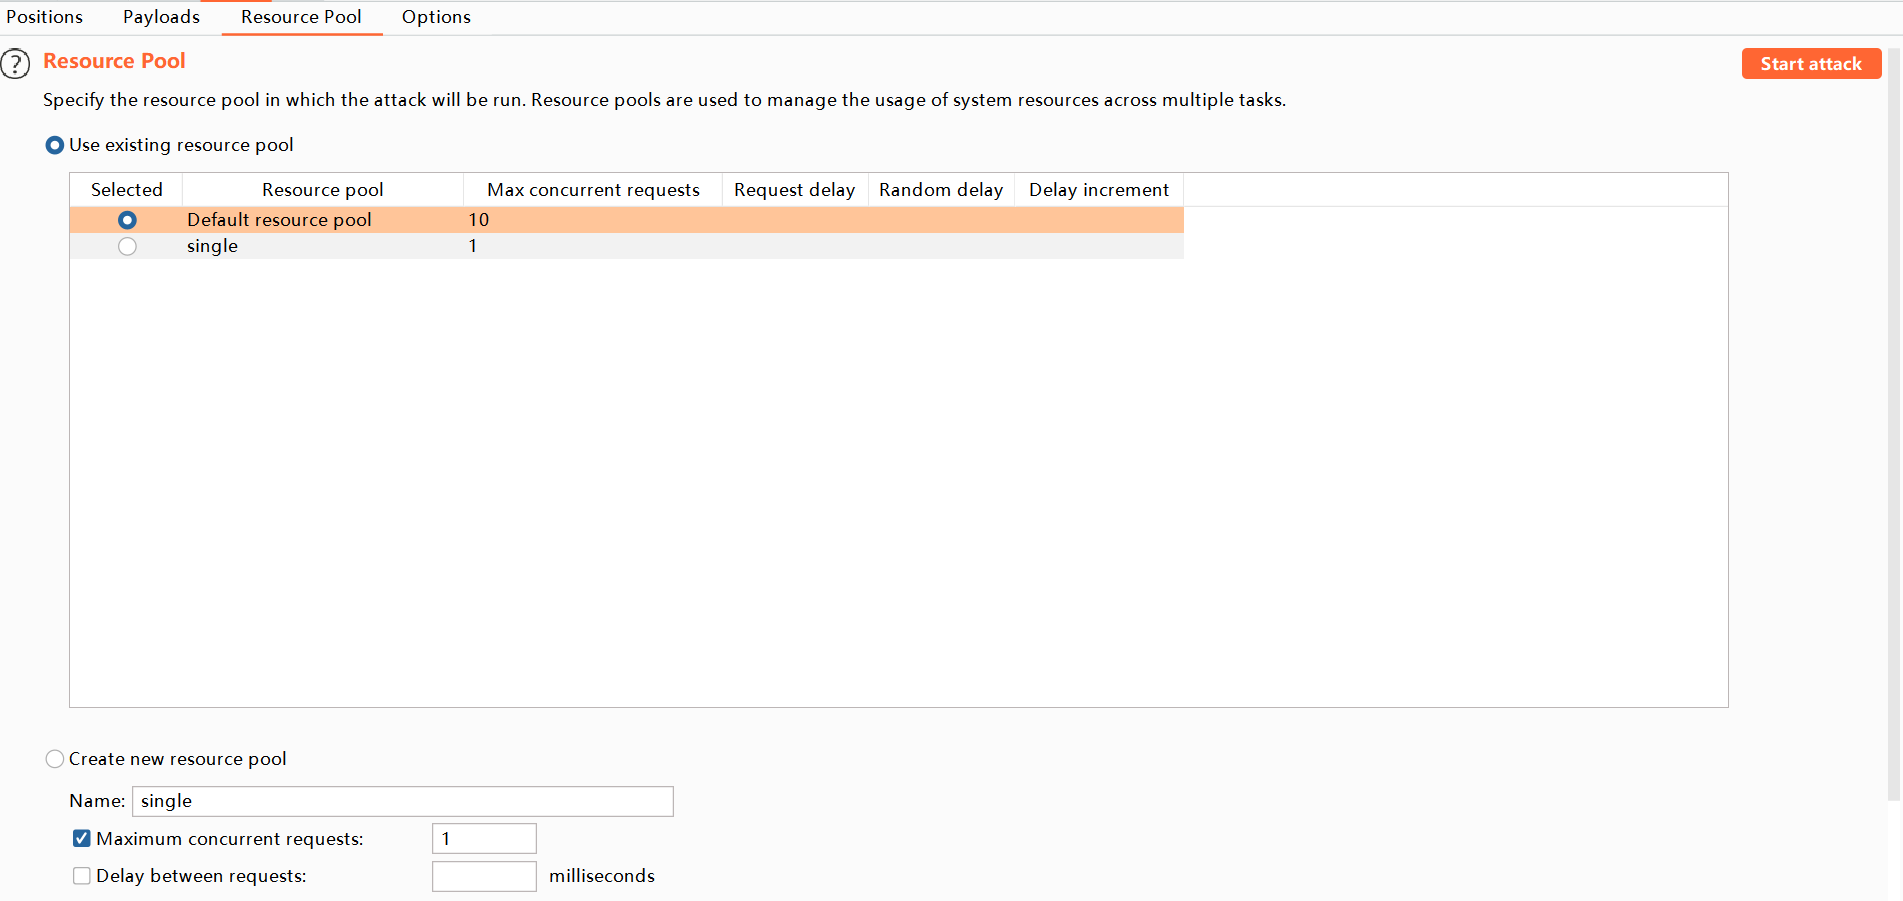 Positions Payloads Resource Pool Options
? Resource Pool
Start attack
Specify the resource pool in which the attack will be run. Resource pools are used to manage the usage of system resources across multiple tasks.
Use existing resource pool
Selected Resource pool Max concurrent requests Request delay Random delay Delay increment
Default resource pool 10
single 1
Create new resource pool
Name: single
Maximum concurrent requests: 1
Delay between requests: milliseconds